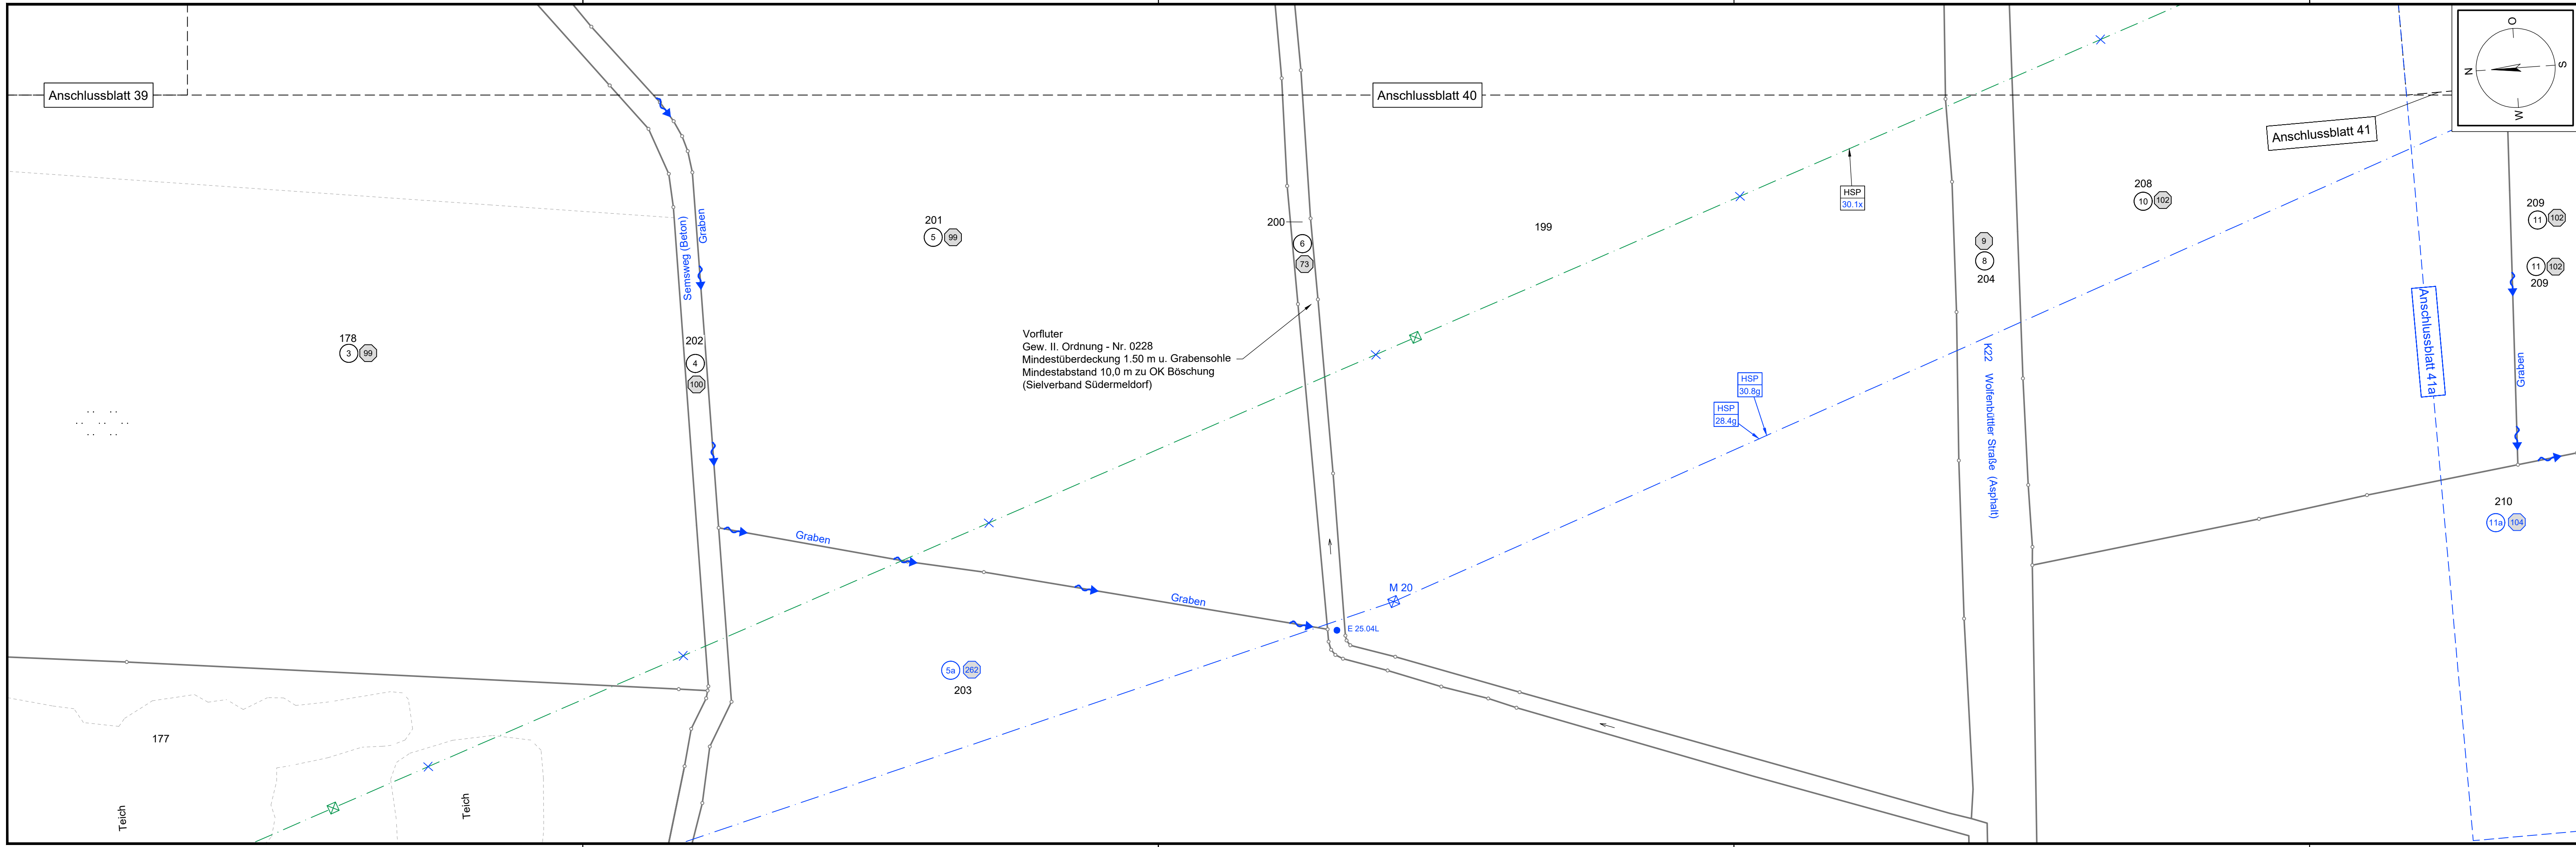 Anschlussblatt 39
Anschlussblatt 40
Anschlussblatt 41
Anschlussblatt 41a
O
N
S
W
178
3
99
Semsweg (Beton)
Graben
202
4
100
201
5
99
200
6
73
199
Vorfluter
Gew. II. Ordnung - Nr. 0228
Mindestüberdeckung 1.50 m u. Grabensohle
Mindestabstand 10,0 m zu OK Böschung
(Sielverband Südermeldorf)
HSP
30.1x
HSP
30.8g
HSP
28.4g
9
8
204
K22 Wolfenbüttler Straße (Asphalt)
208
10
102
209
11
102
11
102
209
Graben
210
11a
104
Graben
Graben
M 20
E 25.04L
5a
262
203
177
Teich
Teich